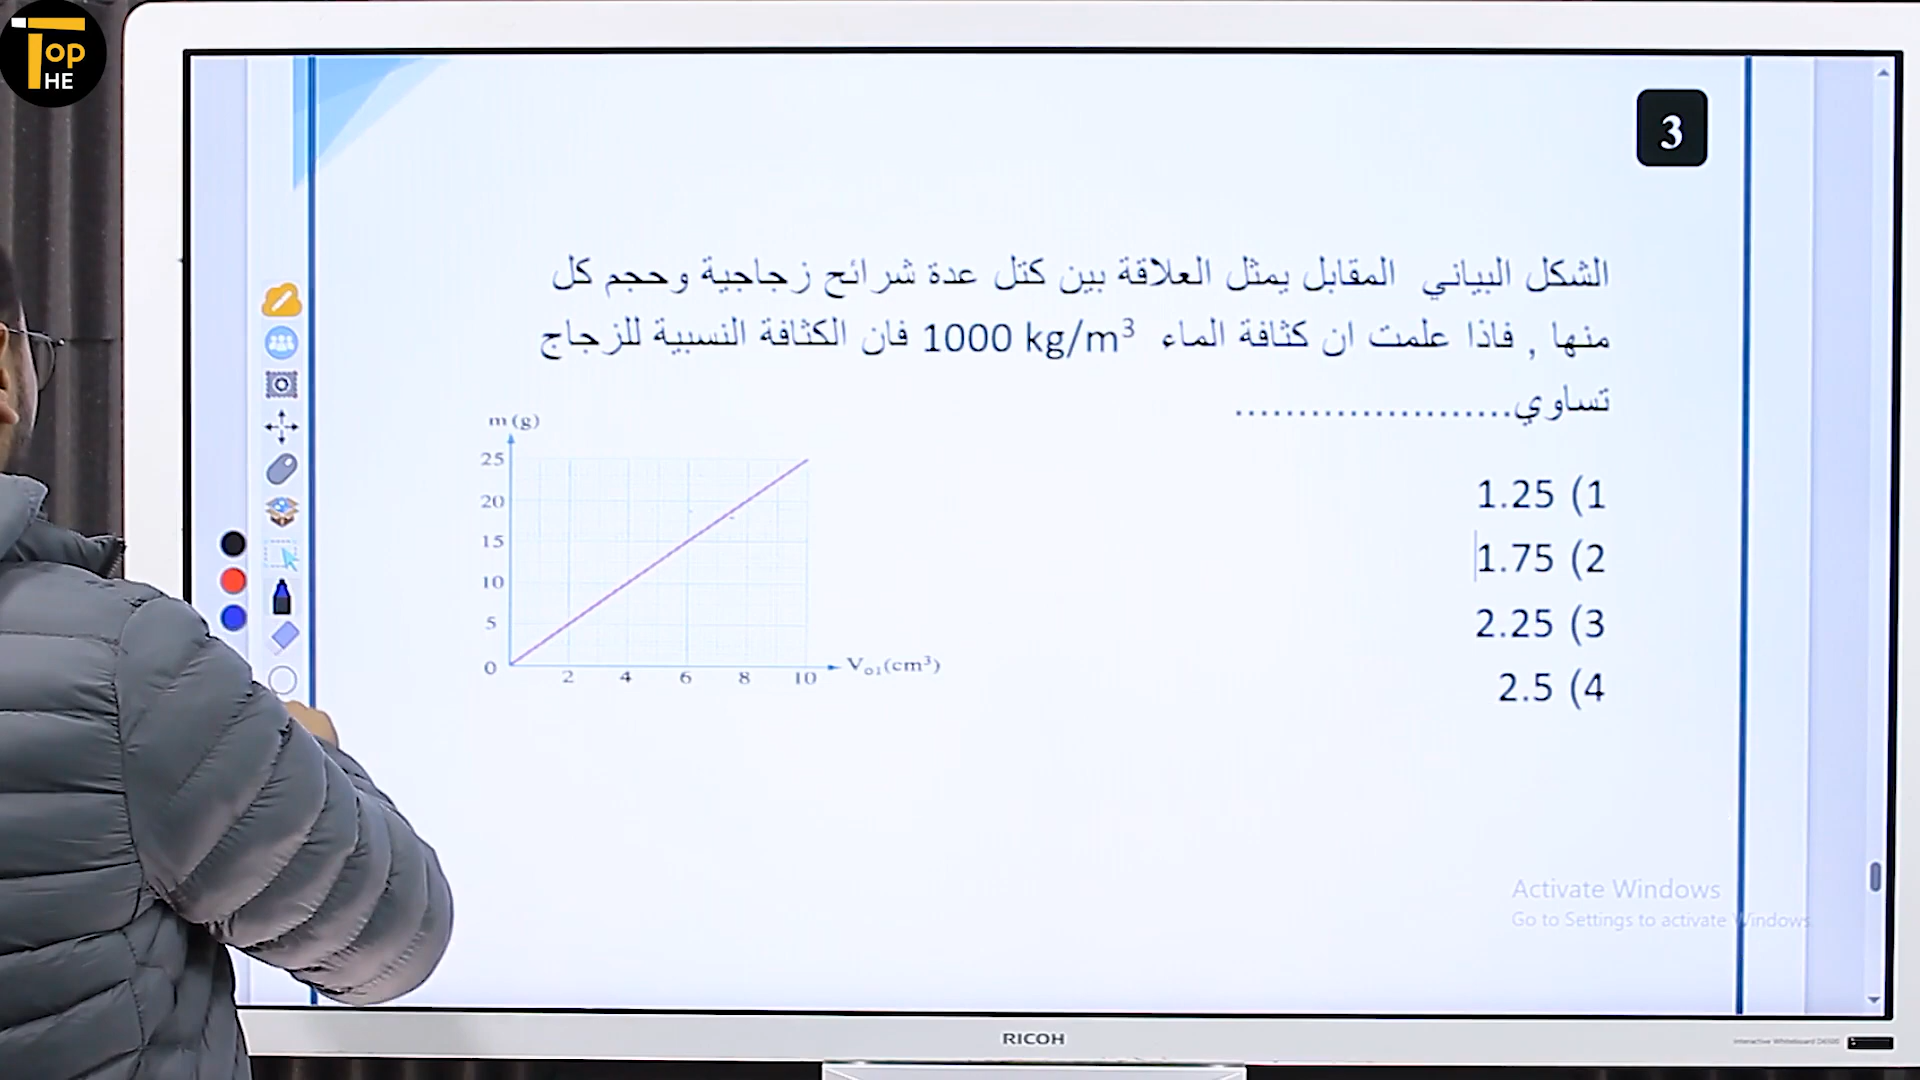 TOP
THE
3
الشكل البياني المقابل يمثل العلاقة بين كتل عدة شرائح زجاجية وحجم كل
منها , فاذا علمت ان كثافة الماء 1000 kg/m³ فان الكثافة النسبية للزجاج
تساوي......................
1) 1.25
2) 1.75
3) 2.25
4) 2.5
m (g)
25
20
15
10
5
0
2 4 6 8 10
Vol(cm³)
Activate Windows
Go to Settings to activate Windows.
RICOH